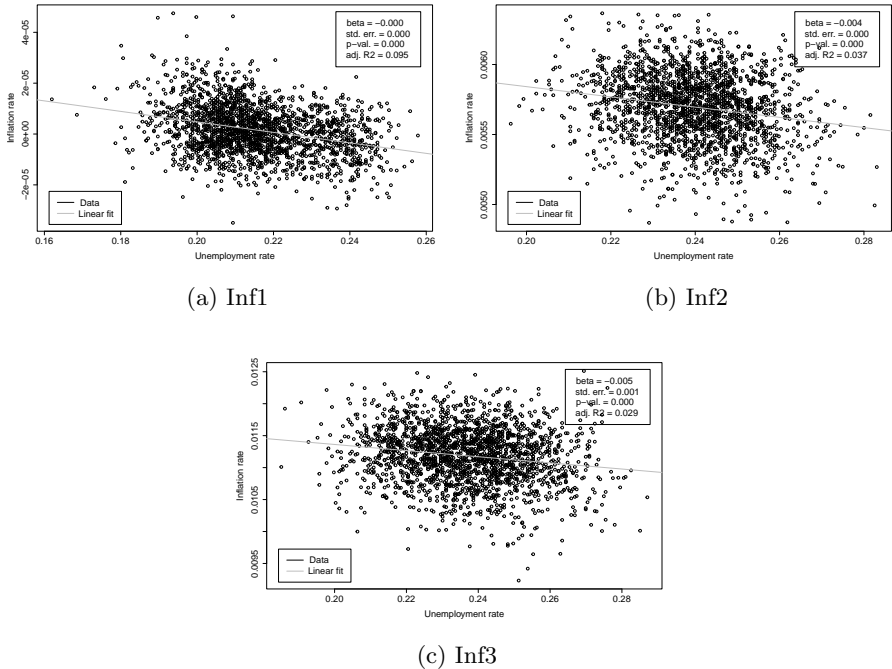 beta = −0.000
std. err. = 0.000
p−val. = 0.000
adj. R2 = 0.095
Inflation rate
4e−05
2e−05
0e+00
−2e−05
Data
Linear fit
0.16 0.18 0.20 0.22 0.24 0.26
Unemployment rate
(a) Inf1
beta = −0.004
std. err. = 0.000
p−val. = 0.000
adj. R2 = 0.037
Inflation rate
0.0060
0.0055
0.0050
Data
Linear fit
0.20 0.22 0.24 0.26 0.28
Unemployment rate
(b) Inf2
beta = −0.005
std. err. = 0.001
p−val. = 0.000
adj. R2 = 0.029
Inflation rate
0.0125
0.0115
0.0105
0.0095
Data
Linear fit
0.20 0.22 0.24 0.26 0.28
Unemployment rate
(c) Inf3